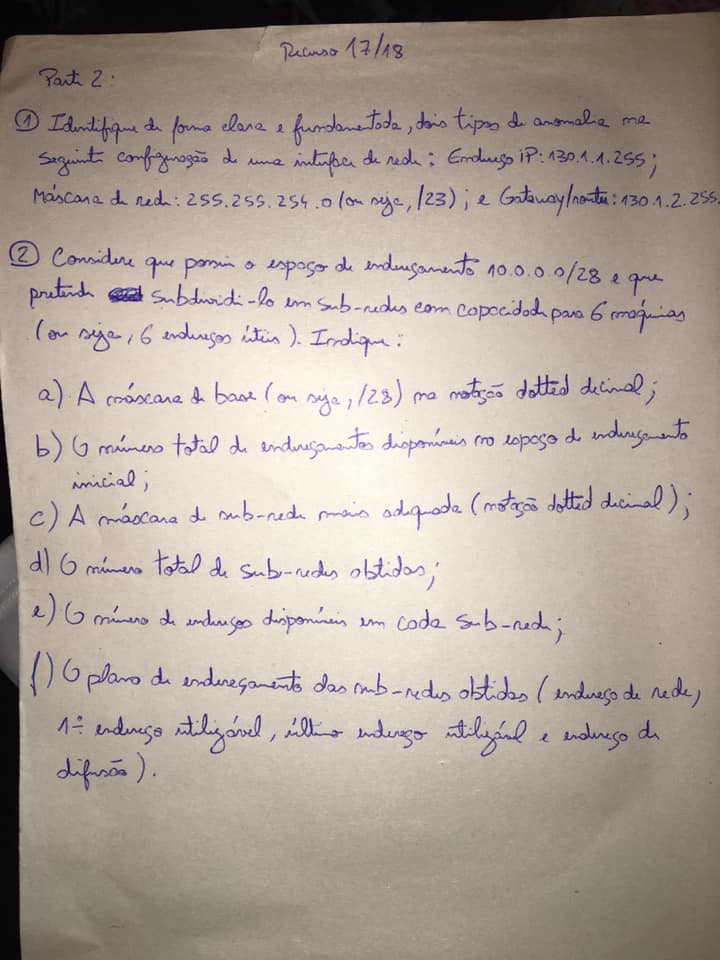 Recurso 17/18
Parte 2:
① Identifique de forma clara e fundamentada, dois tipos de anomalia na
seguinte configuração de uma interface de rede: Endereço iP: 130.1.1.255;
Máscara de rede: 255.255.254.0 (ou seja, /23); e Gateway/router: 130.1.2.255.
② Considere que possui o espaço de endereçamento 10.0.0.0/28 e que
pretende subdividi-lo em sub-redes com capacidade para 6 máquinas
(ou seja, 6 endereços úteis). Indique:
a) A máscara de base (ou seja, /28) na notação dotted decimal;
b) O número total de endereçamentos disponíveis no espaço de endereçamento
inicial;
c) A máscara de sub-rede mais adequada (notação dotted decimal);
d) O número total de sub-redes obtidas;
e) O número de endereços disponíveis em cada sub-rede;
f) O plano de endereçamento das sub-redes obtidas (endereço de rede,
1º endereço utilizável, último endereço utilizável e endereço de
difusão).